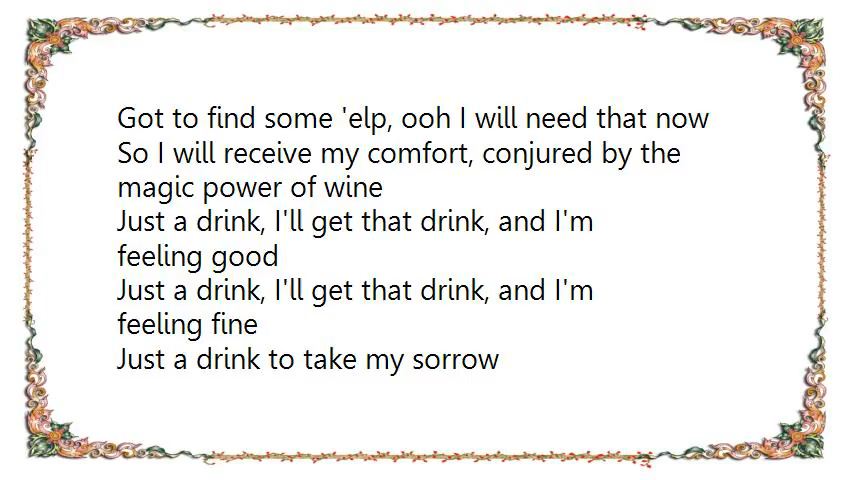 Got to find some 'elp, ooh I will need that now
So I will receive my comfort, conjured by the
magic power of wine
Just a drink, I'll get that drink, and I'm
feeling good
Just a drink, I'll get that drink, and I'm
feeling fine
Just a drink to take my sorrow